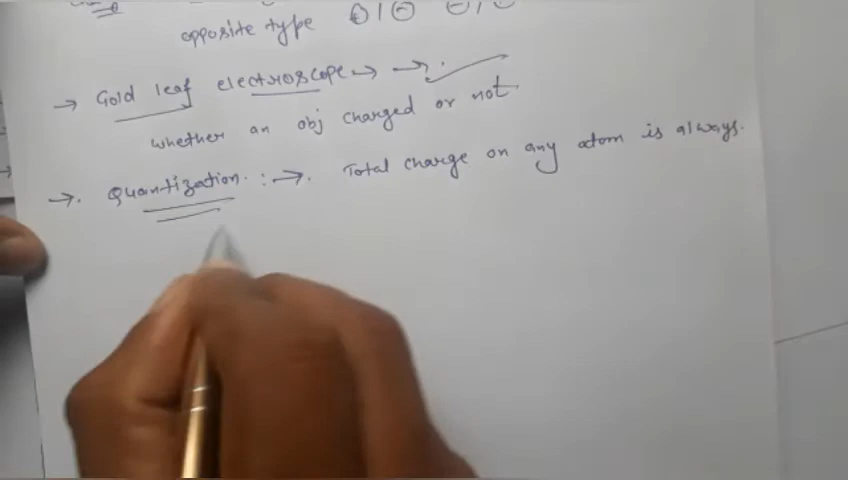 opposite type ⊕ | ⊖ ⊖ | ⊖
→ Gold leaf electroscope → →.
whether an obj charged or not.
→. Quantization. : →. Total charge on any atom is always.